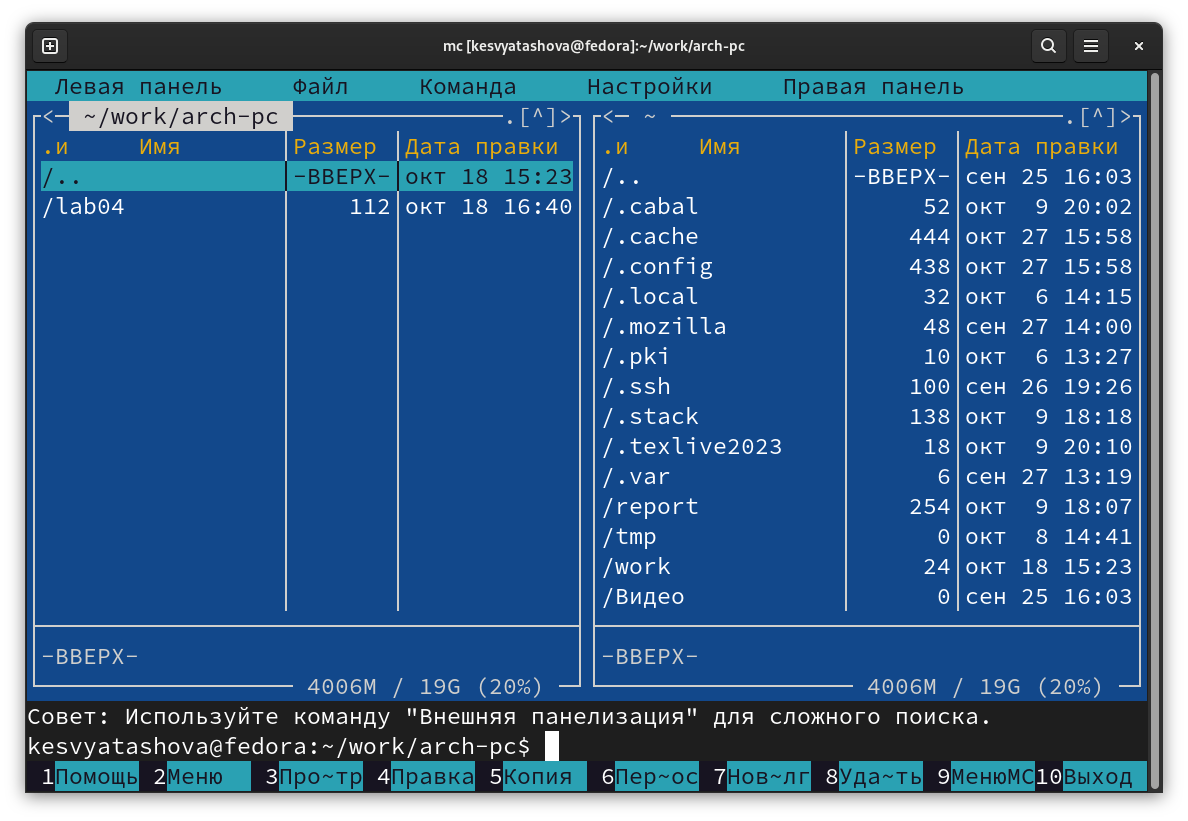 mc [kesvyatashova@fedora]:~/work/arch-pc
Левая панель Файл Команда Настройки Правая панель
<— ~/work/arch-pc .[^]> <— ~ .[^]>
.и Имя Размер Дата правки .и Имя Размер Дата правки
/.. -ВВЕРХ- окт 18 15:23 /.. -ВВЕРХ- сен 25 16:03
/lab04 112 окт 18 16:40 /.cabal 52 окт 9 20:02
/.cache 444 окт 27 15:58
/.config 438 окт 27 15:58
/.local 32 окт 6 14:15
/.mozilla 48 сен 27 14:00
/.pki 10 окт 6 13:27
/.ssh 100 сен 26 19:26
/.stack 138 окт 9 18:18
/.texlive2023 18 окт 9 20:10
/.var 6 сен 27 13:19
/report 254 окт 9 18:07
/tmp 0 окт 8 14:41
/work 24 окт 18 15:23
/Видео 0 сен 25 16:03
-ВВЕРХ- -ВВЕРХ-
4006M / 19G (20%) 4006M / 19G (20%)
Совет: Используйте команду "Внешняя панелизация" для сложного поиска.
kesvyatashova@fedora:~/work/arch-pc$
1Помощь 2Меню 3Про~тр 4Правка 5Копия 6Пер~ос 7Нов~лг 8Уда~ть 9МенюMC 10Выход